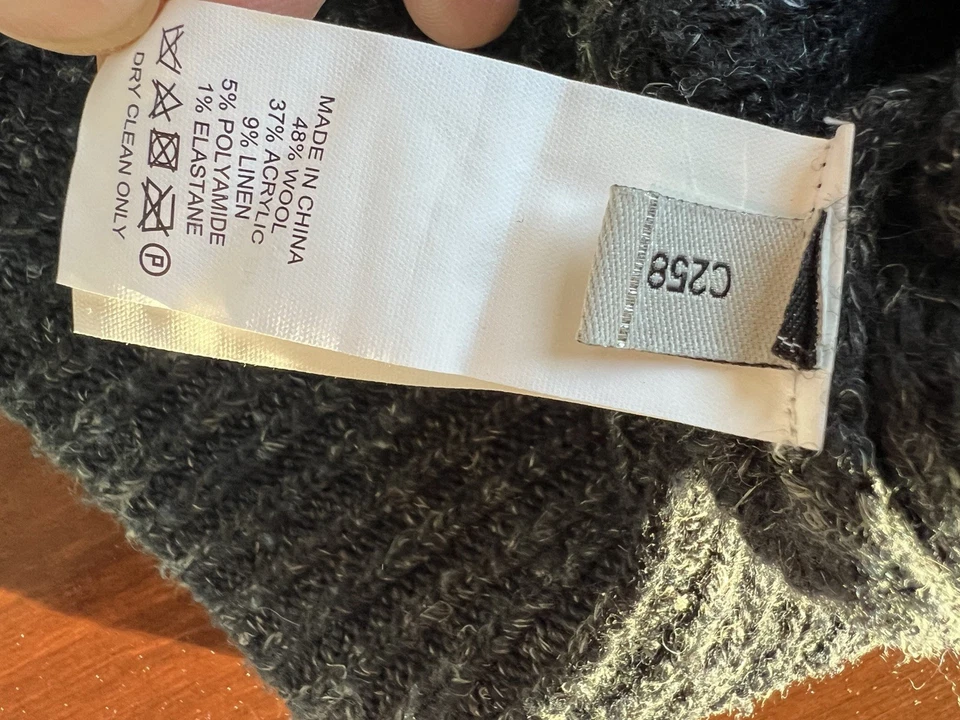 MADE IN CHINA
48% WOOL
37% ACRYLIC
9% LINEN
5% POLYAMIDE
1% ELASTANE
P
DRY CLEAN ONLY
C258